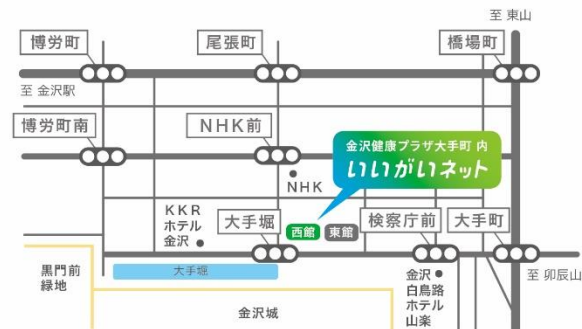 至 東山
博労町
尾張町
橋場町
至 金沢駅
博労町南
NHK前
金沢健康プラザ大手町 内
いいがいネット
NHK
KKR
ホテル
金沢
大手堀
西館
東館
検察庁前
大手町
黒門前
緑地
大手堀
金沢
白鳥路
ホテル
山楽
至 卯辰山
金沢城